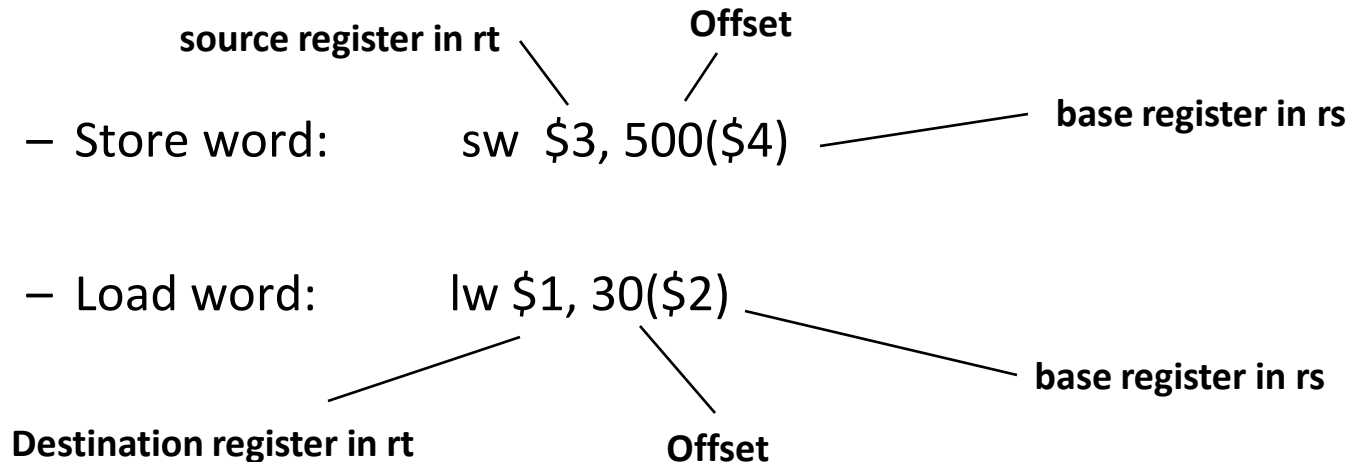 source register in rt
Offset
base register in rs
– Store word: sw $3, 500($4)
– Load word: lw $1, 30($2)
base register in rs
Destination register in rt
Offset